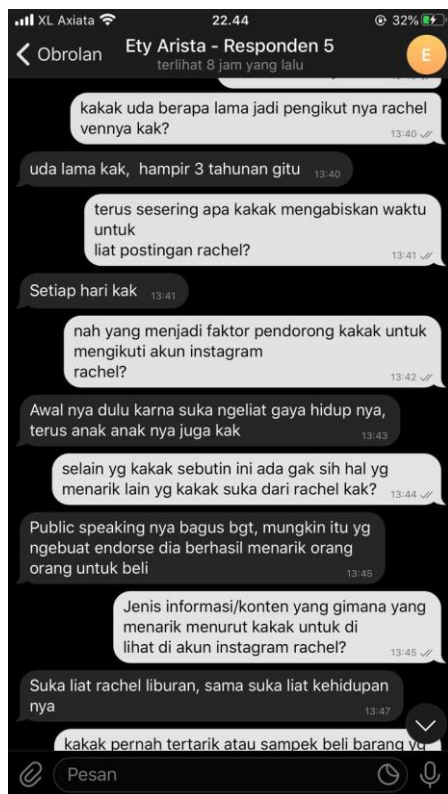 XL Axiata
22.44
32%
Obrolan
Ety Arista - Responden 5
terlihat 8 jam yang lalu
E
kakak uda berapa lama jadi pengikut nya rachel
vennya kak?
13:40
uda lama kak, hampir 3 tahunan gitu
13:40
terus sesering apa kakak mengabiskan waktu
untuk
liat postingan rachel?
13:41
Setiap hari kak
13:41
nah yang menjadi faktor pendorong kakak untuk
mengikuti akun instagram
rachel?
13:42
Awal nya dulu karna suka ngeliat gaya hidup nya,
terus anak anak nya juga kak
13:43
selain yg kakak sebutin ini ada gak sih hal yg
menarik lain yg kakak suka dari rachel kak?
13:44
Public speaking nya bagus bgt, mungkin itu yg
ngebuat endorse dia berhasil menarik orang
orang untuk beli
13:45
Jenis informasi/konten yang gimana yang
menarik menurut kakak untuk di
lihat di akun instagram rachel?
13:45
Suka liat rachel liburan, sama suka liat kehidupan
nya
13:47
kakak pernah tertarik atau sampek beli barang yg
Pesan